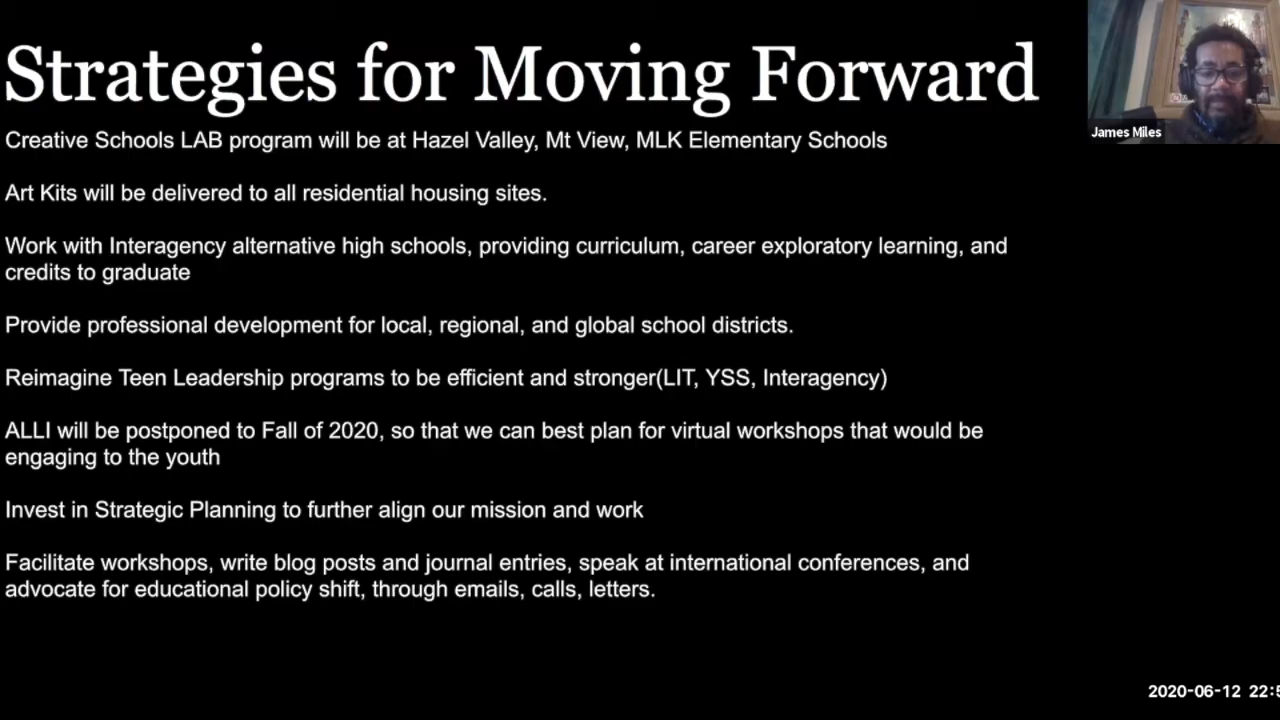 Strategies for Moving Forward
James Miles
Creative Schools LAB program will be at Hazel Valley, Mt View, MLK Elementary Schools
Art Kits will be delivered to all residential housing sites.
Work with Interagency alternative high schools, providing curriculum, career exploratory learning, and
credits to graduate
Provide professional development for local, regional, and global school districts.
Reimagine Teen Leadership programs to be efficient and stronger(LIT, YSS, Interagency)
ALLI will be postponed to Fall of 2020, so that we can best plan for virtual workshops that would be
engaging to the youth
Invest in Strategic Planning to further align our mission and work
Facilitate workshops, write blog posts and journal entries, speak at international conferences, and
advocate for educational policy shift, through emails, calls, letters.
2020-06-12